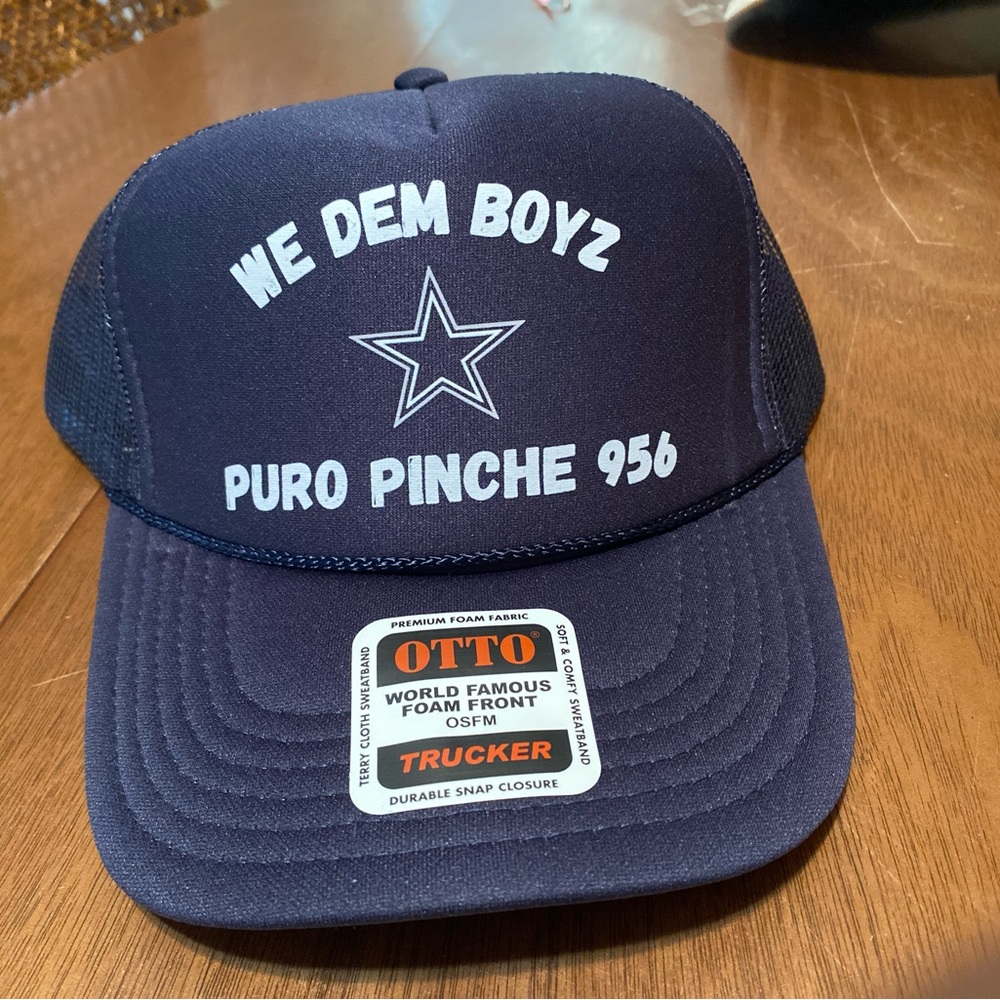 WE DEM BOYZ
PURO PINCHE 956
PREMIUM FOAM FABRIC
OTTO®
WORLD FAMOUS
FOAM FRONT
OSFM
TRUCKER
DURABLE SNAP CLOSURE
TERRY CLOTH SWEATBAND
SOFT & COMFY SWEATBAND